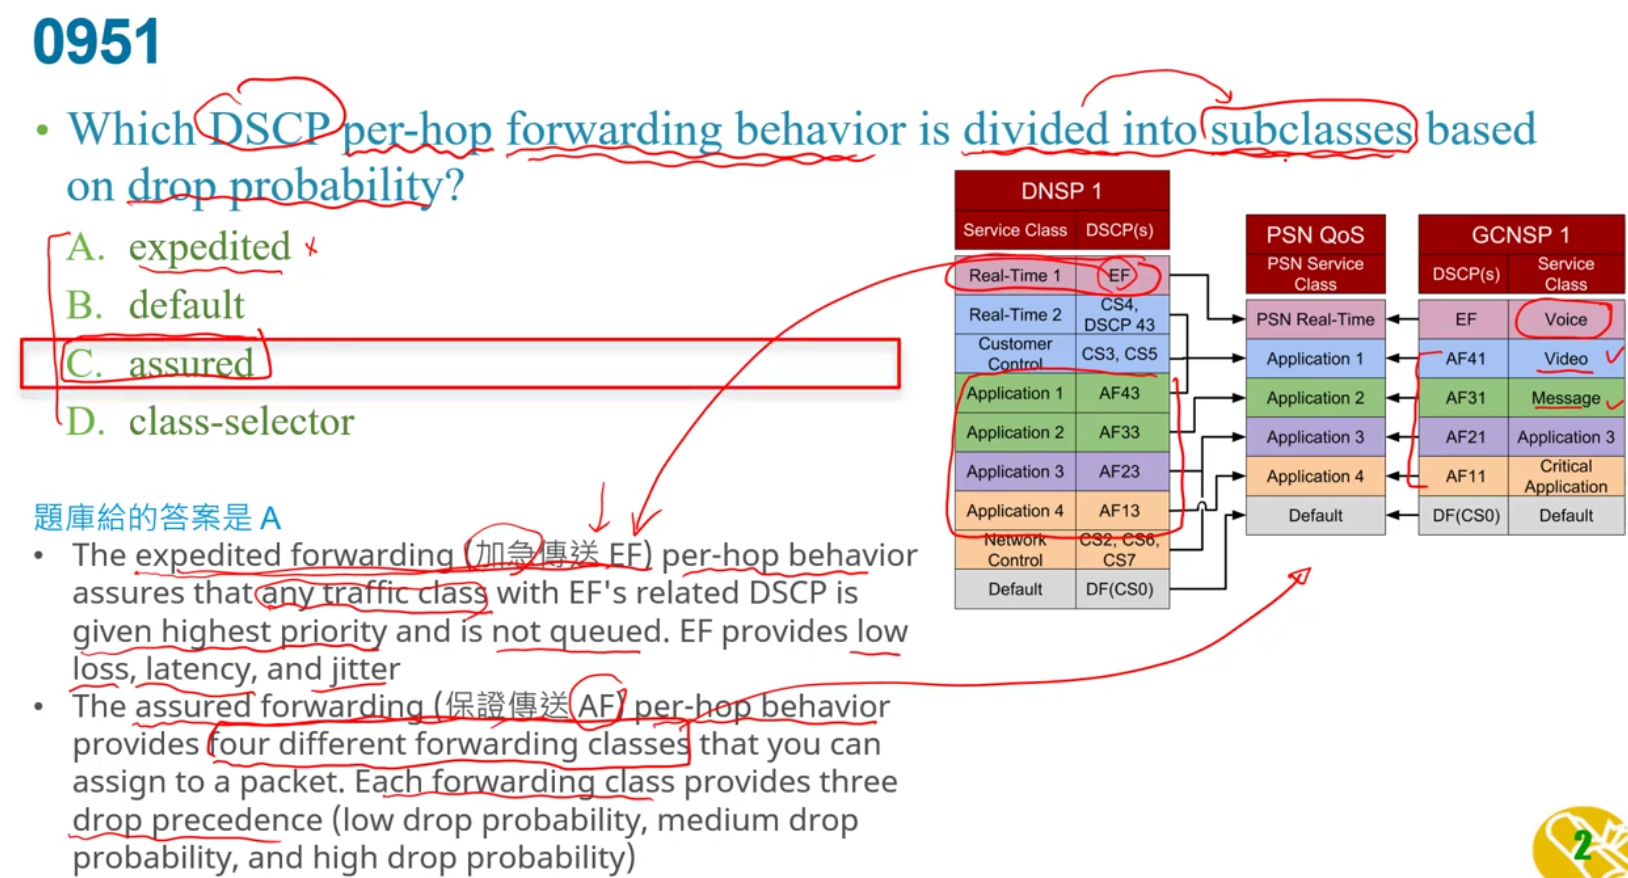 0951
• Which DSCP per-hop forwarding behavior is divided into subclasses based
on drop probability?
A. expedited
B. default
C. assured
D. class-selector
題庫給的答案是 A
• The expedited forwarding (加急傳送 EF) per-hop behavior
assures that any traffic class with EF's related DSCP is
given highest priority and is not queued. EF provides low
loss, latency, and jitter
• The assured forwarding (保證傳送 AF) per-hop behavior
provides four different forwarding classes that you can
assign to a packet. Each forwarding class provides three
drop precedence (low drop probability, medium drop
probability, and high drop probability)
DNSP 1
Service Class DSCP(s)
Real-Time 1 EF
Real-Time 2 CS4, DSCP 43
Customer Control CS3, CS5
Application 1 AF43
Application 2 AF33
Application 3 AF23
Application 4 AF13
Network Control CS2, CS6, CS7
Default DF(CS0)
PSN QoS
PSN Service
Class
PSN Real-Time
Application 1
Application 2
Application 3
Application 4
Default
GCNSP 1
DSCP(s) Service Class
EF Voice
AF41 Video
AF31 Message
AF21 Application 3
AF11 Critical Application
DF(CS0) Default
2